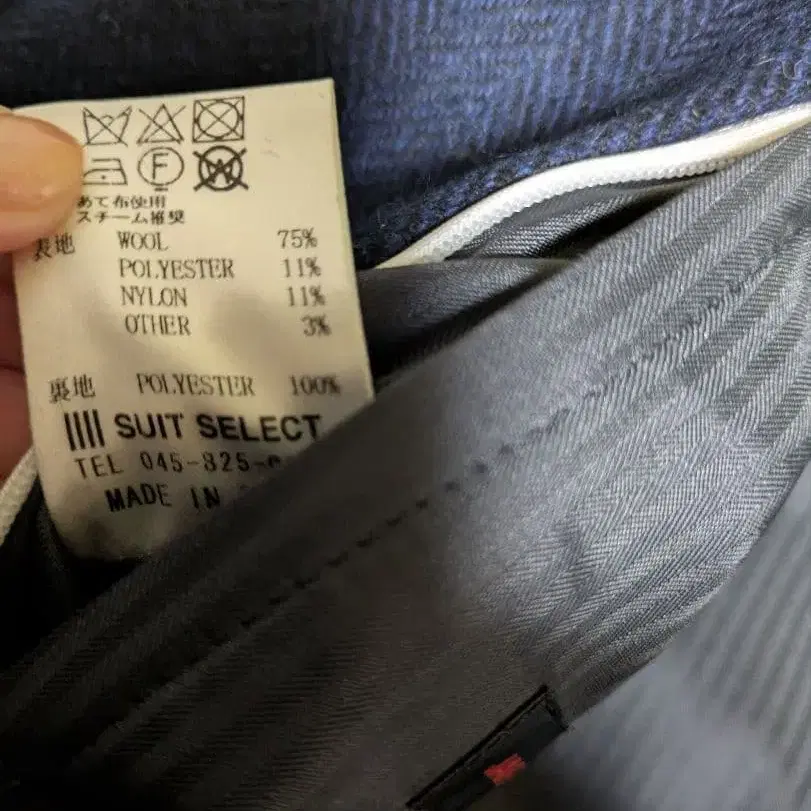 F W
あて布使用
スチーム推奨
表地 WOOL 75%
POLYESTER 11%
NYLON 11%
OTHER 3%
裏地 POLYESTER 100%
SUIT SELECT
TEL 045-825-
MADE IN